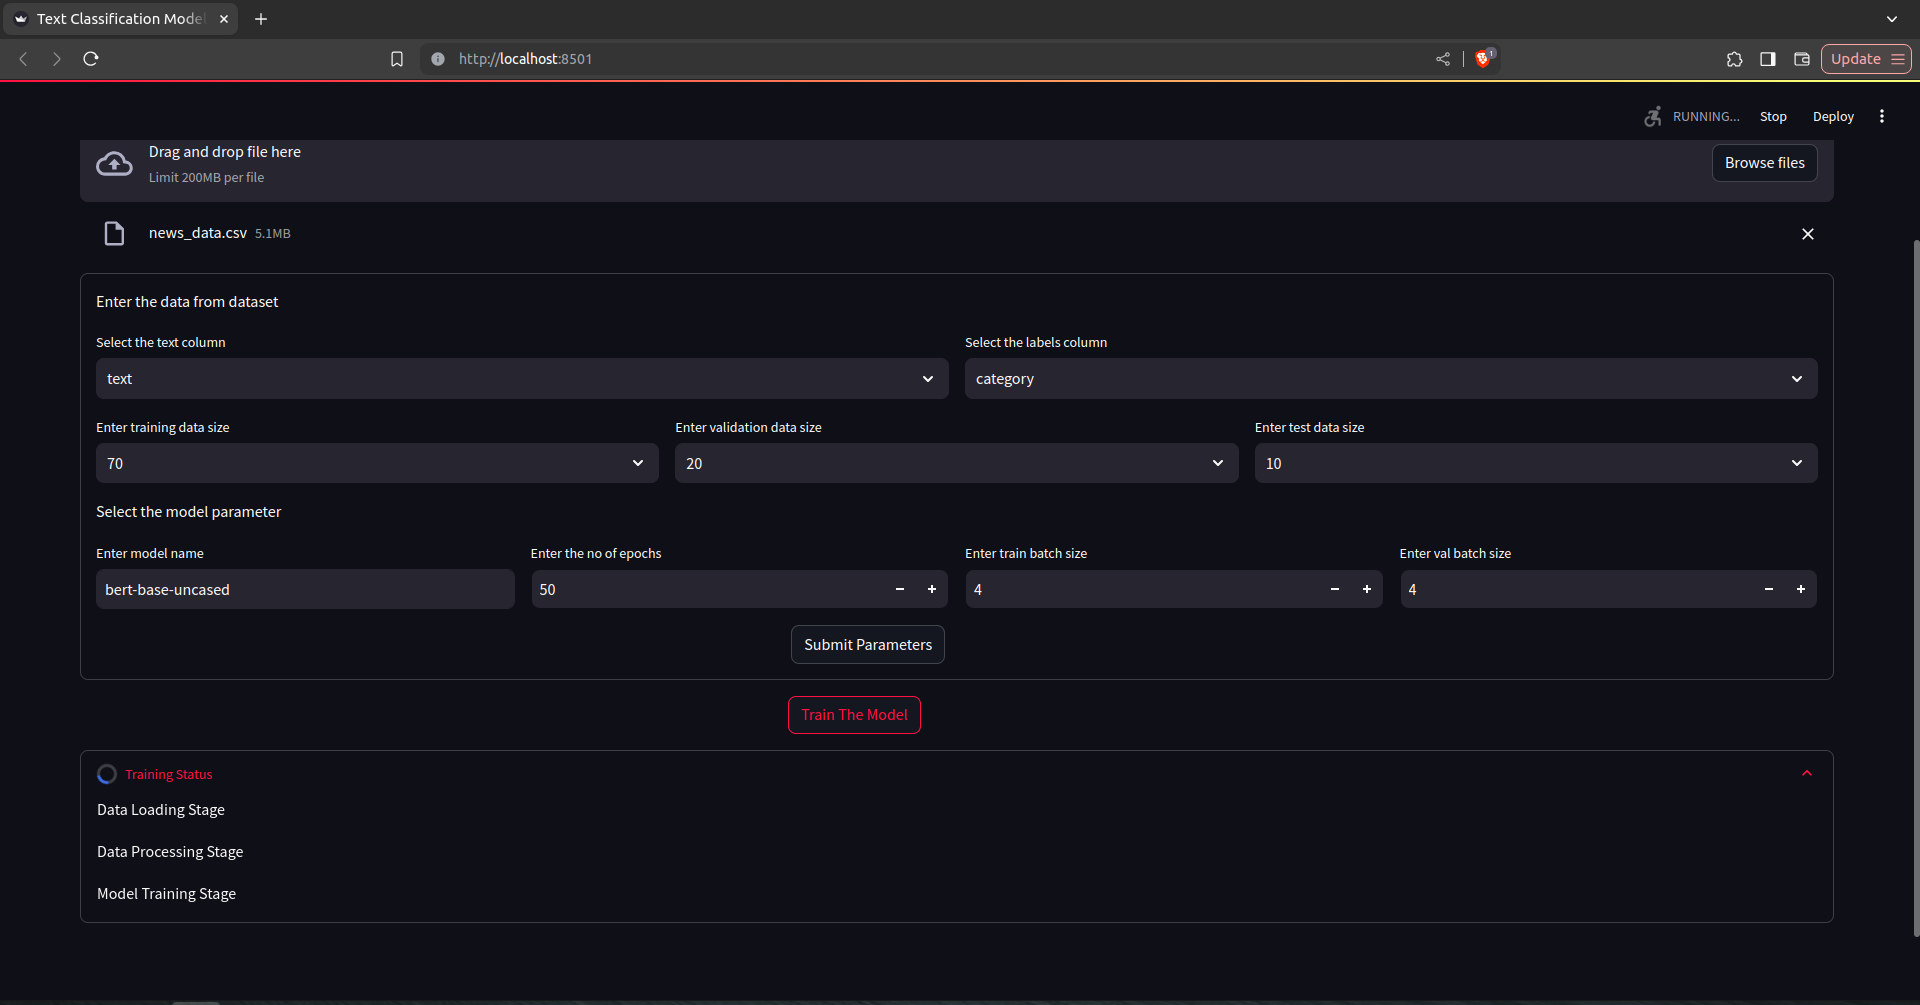 Text Classification Mode
http://localhost:8501
1
Update
RUNNING... Stop Deploy
Drag and drop file here
Limit 200MB per file
Browse files
news_data.csv 5.1MB
Enter the data from dataset
Select the text column Select the labels column
text category
Enter training data size Enter validation data size Enter test data size
70 20 10
Select the model parameter
Enter model name Enter the no of epochs Enter train batch size Enter val batch size
bert-base-uncased 50 4 4
Submit Parameters
Train The Model
Training Status
Data Loading Stage
Data Processing Stage
Model Training Stage